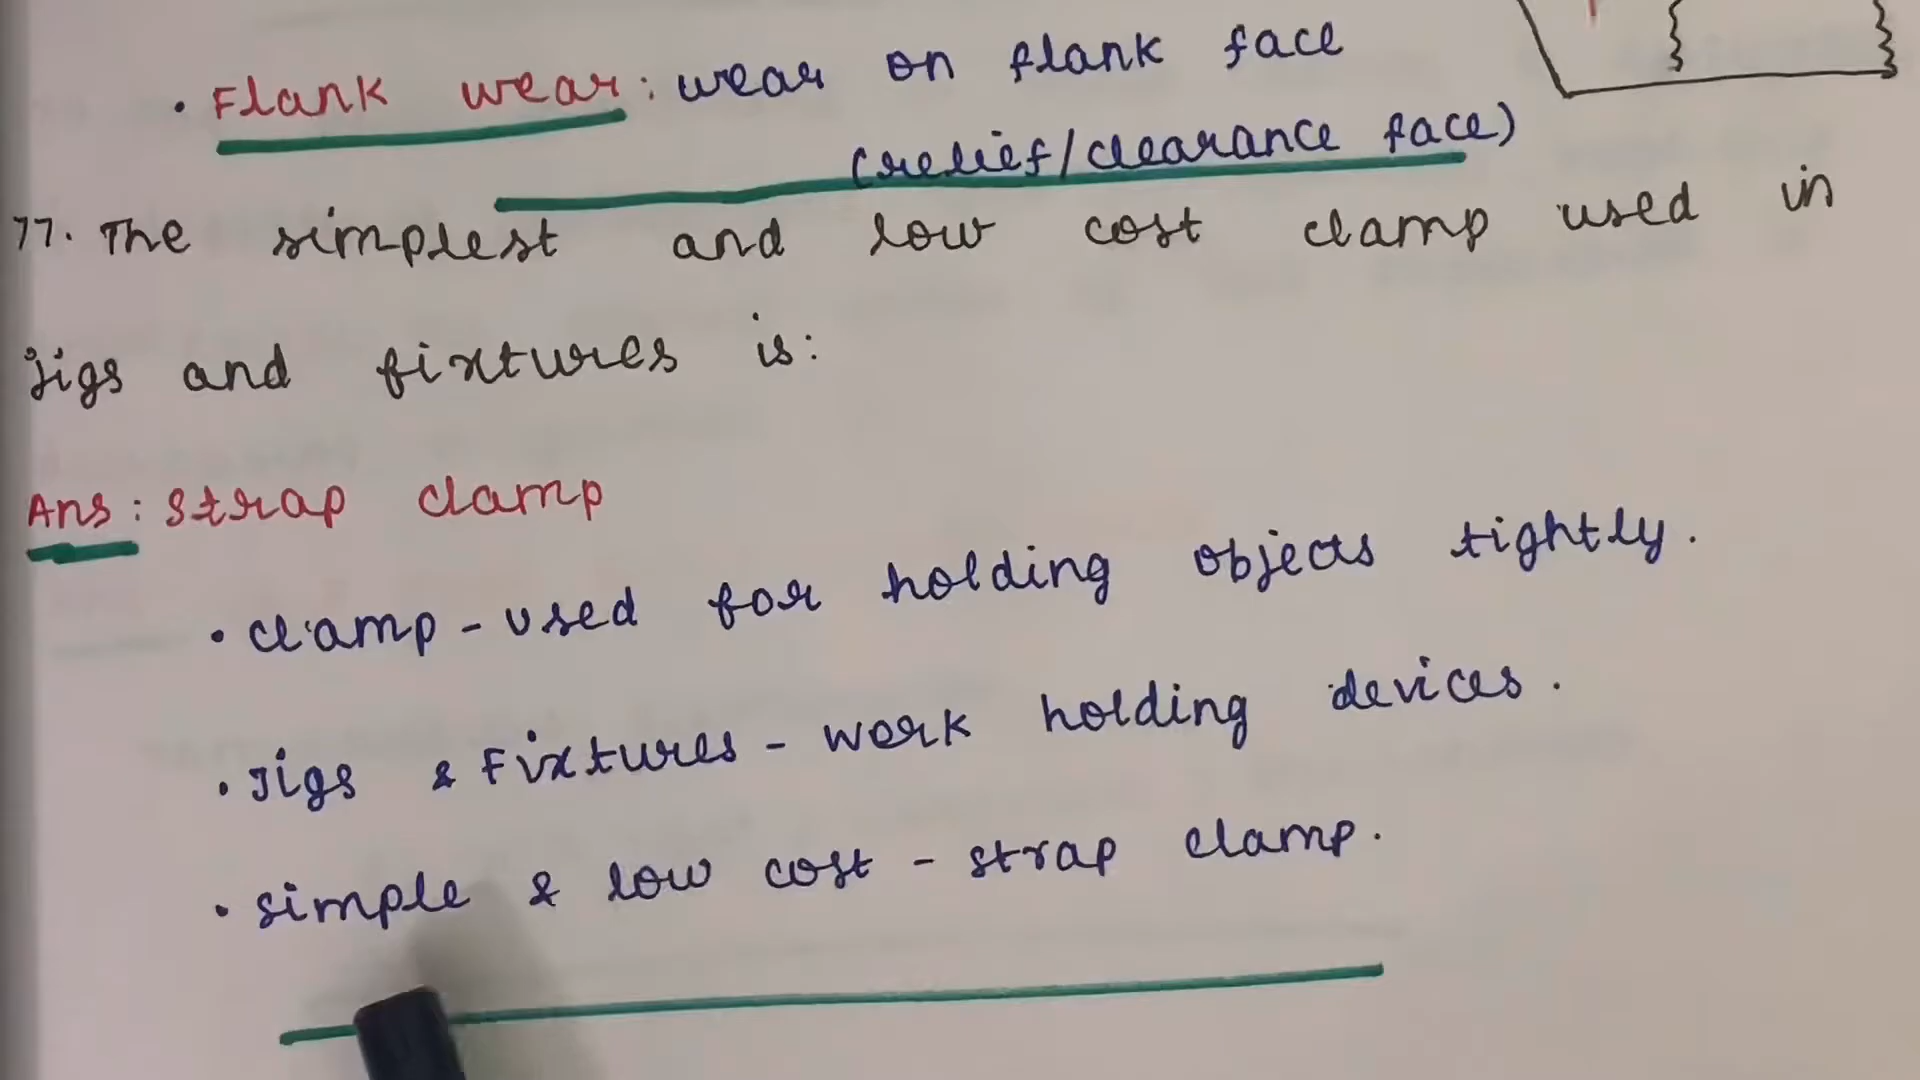 • Flank wear: wear on flank face
(relief/clearance face)
77. The simplest and low cost clamp used in
jigs and fixtures is:
Ans: strap clamp
• clamp - used for holding objects tightly.
• Jigs & Fixtures - work holding devices.
• simple & low cost - strap clamp.